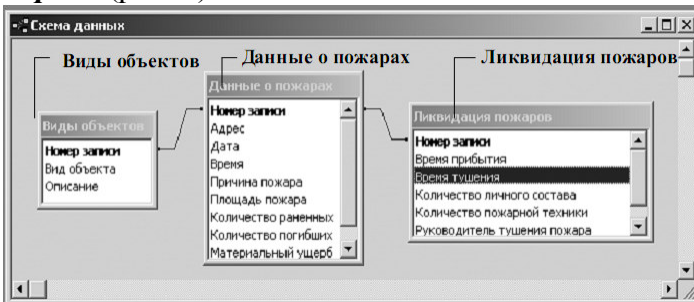 Схема данных
Виды объектов
Данные о пожарах
Ликвидация пожаров
Виды объектов
Номер записи
Вид объекта
Описание
Данные о пожарах
Номер записи
Адрес
Дата
Время
Причина пожара
Площадь пожара
Количество раненных
Количество погибших
Материальный ущерб
Ликвидация пожаров
Номер записи
Время прибытия
Время тушения
Количество личного состава
Количество пожарной техники
Руководитель тушения пожара